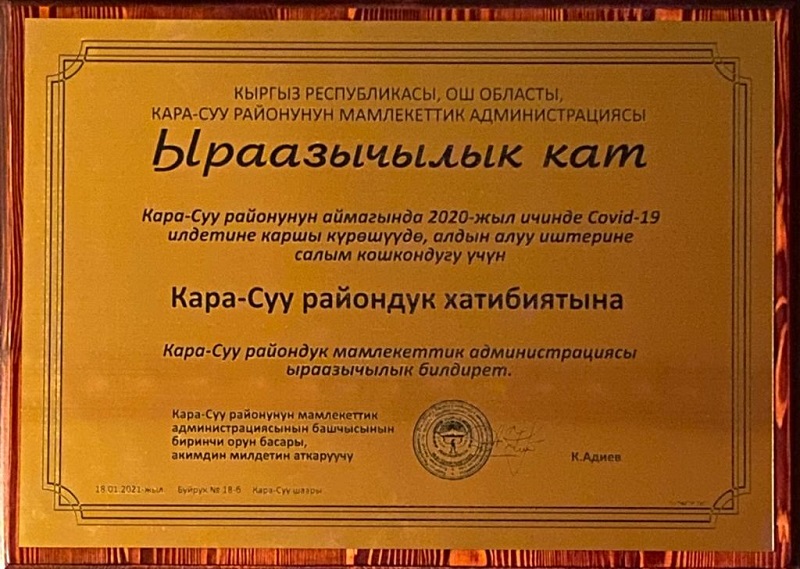 КЫРГЫЗ РЕСПУБЛИКАСЫ, ОШ ОБЛАСТЫ,
КАРА-СУУ РАЙОНУНУН МАМЛЕКЕТТИК АДМИНИСТРАЦИЯСЫ
Ыраазычылык кат
Кара-Суу районунун аймагында 2020-жыл ичинде Covid-19
илдетине каршы күрөшүүдө, алдын алуу иштерине
салым кошкондугу үчүн
Кара-Суу райондук хатибиятына
Кара-Суу райондук мамлекеттик администрациясы
ыраазычылык билдирет.
Кара-Суу районунун мамлекеттик
администрациясынын башчысынын
биринчи орун басары,
акимдин милдетин аткаруучу
К.Адиев
18.01.2021-жыл Буйрук № 18-б Кара-Суу шаары